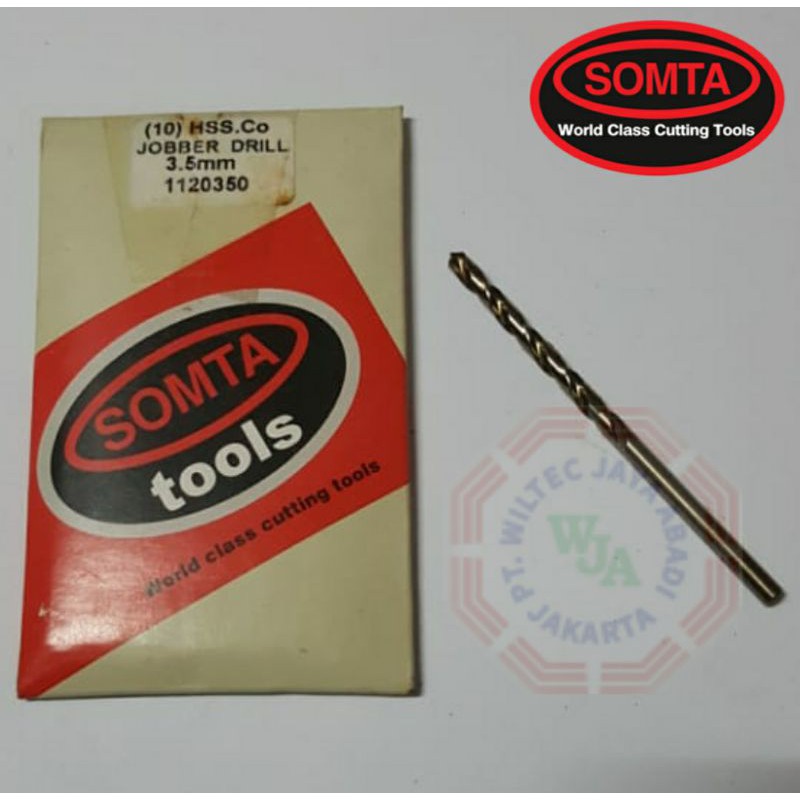 SOMTA
World Class Cutting Tools
(10) HSS.Co
JOBBER DRILL
3.5mm
1120350
SOMTA
tools
World class cutting tools
PT. WILTEC JAYA ABADI
WJA
JAKARTA